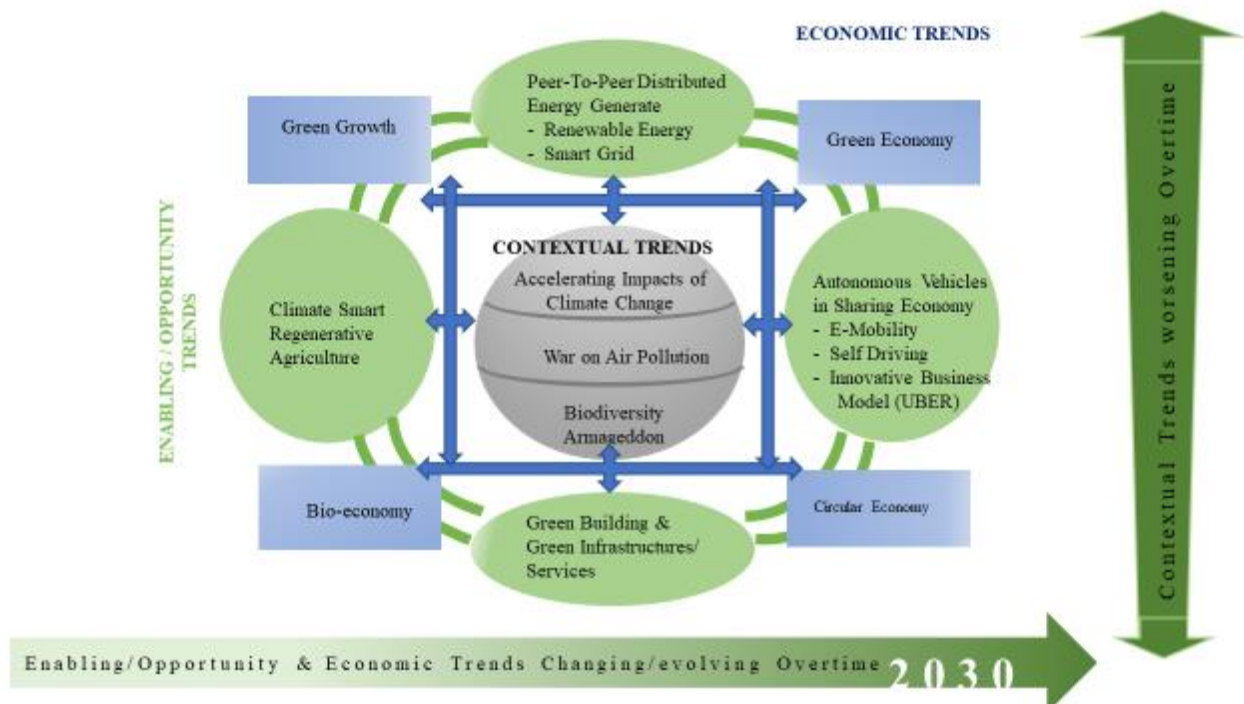 ECONOMIC TRENDS
Peer-To-Peer Distributed
Energy Generate
- Renewable Energy
- Smart Grid
Green Growth
Green Economy
ENABLING / OPPORTUNITY
TRENDS
CONTEXTUAL TRENDS
Accelerating Impacts of
Climate Change
War on Air Pollution
Biodiversity
Armageddon
Climate Smart
Regenerative
Agriculture
Autonomous Vehicles
in Sharing Economy
- E-Mobility
- Self Driving
- Innovative Business
Model (UBER)
Bio-economy
Circular Economy
Green Building &
Green Infrastructures/
Services
Contextual Trends worsening Overtime
Enabling/Opportunity & Economic Trends Changing/evolving Overtime
2030